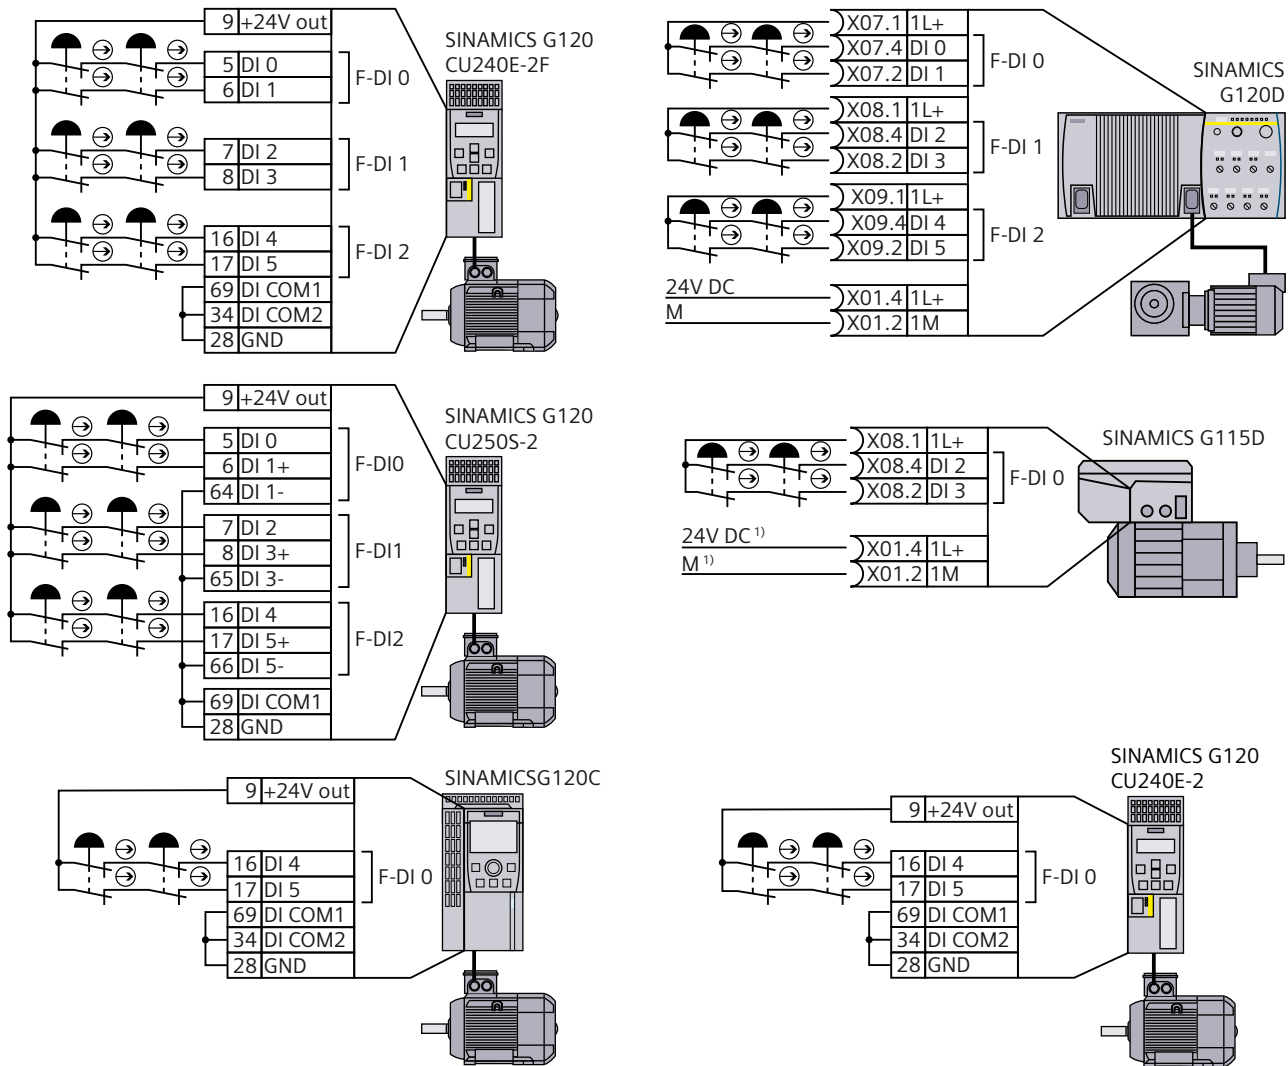 9 +24V out
5 DI 0
6 DI 1
F-DI 0
7 DI 2
8 DI 3
F-DI 1
16 DI 4
17 DI 5
F-DI 2
69 DI COM1
34 DI COM2
28 GND
SINAMICS G120
CU240E-2F
X07.1 1L+
X07.4 DI 0
X07.2 DI 1
F-DI 0
X08.1 1L+
X08.4 DI 2
X08.2 DI 3
F-DI 1
X09.1 1L+
X09.4 DI 4
X09.2 DI 5
F-DI 2
24V DC
M
X01.4 1L+
X01.2 1M
SINAMICS
G120D
9 +24V out
5 DI 0
6 DI 1+
64 DI 1-
F-DI0
7 DI 2
8 DI 3+
65 DI 3-
F-DI1
16 DI 4
17 DI 5+
66 DI 5-
F-DI2
69 DI COM1
28 GND
SINAMICS G120
CU250S-2
X08.1 1L+
X08.4 DI 2
X08.2 DI 3
F-DI 0
24V DC 1)
M 1)
X01.4 1L+
X01.2 1M
SINAMICS G115D
9 +24V out
16 DI 4
17 DI 5
F-DI 0
69 DI COM1
34 DI COM2
28 GND
SINAMICSG120C
9 +24V out
16 DI 4
17 DI 5
F-DI 0
69 DI COM1
34 DI COM2
28 GND
SINAMICS G120
CU240E-2